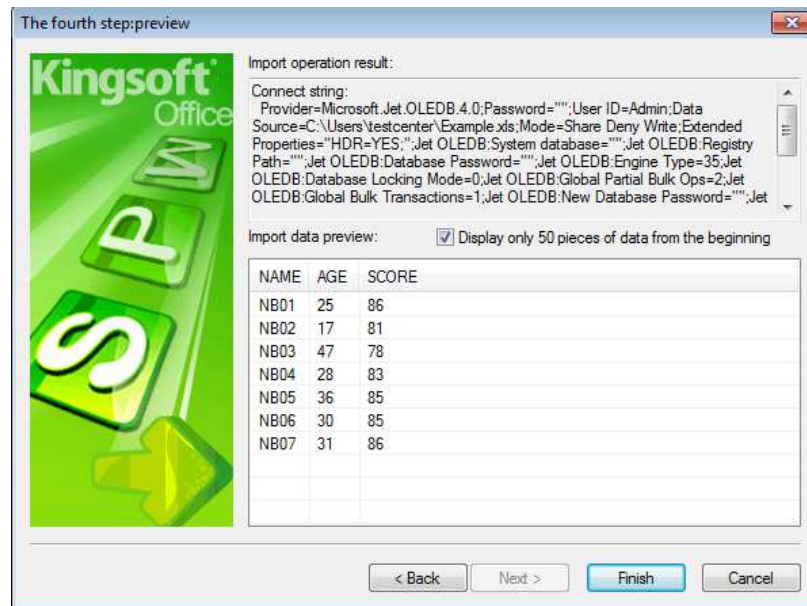 The fourth step:preview
Kingsoft
Office
W
P
S
Import operation result:
Connect string:
Provider=Microsoft.Jet.OLEDB.4.0;Password="";User ID=Admin;Data
Source=C:\Users\testcenter\Example.xls;Mode=Share Deny Write;Extended
Properties="HDR=YES;";Jet OLEDB:System database="";Jet OLEDB:Registry
Path="";Jet OLEDB:Database Password="";Jet OLEDB:Engine Type=35;Jet
OLEDB:Database Locking Mode=0;Jet OLEDB:Global Partial Bulk Ops=2;Jet
OLEDB:Global Bulk Transactions=1;Jet OLEDB:New Database Password="";Jet
Import data preview: Display only 50 pieces of data from the beginning
NAME AGE SCORE
NB01 25 86
NB02 17 81
NB03 47 78
NB04 28 83
NB05 36 85
NB06 30 85
NB07 31 86
< Back Next > Finish Cancel